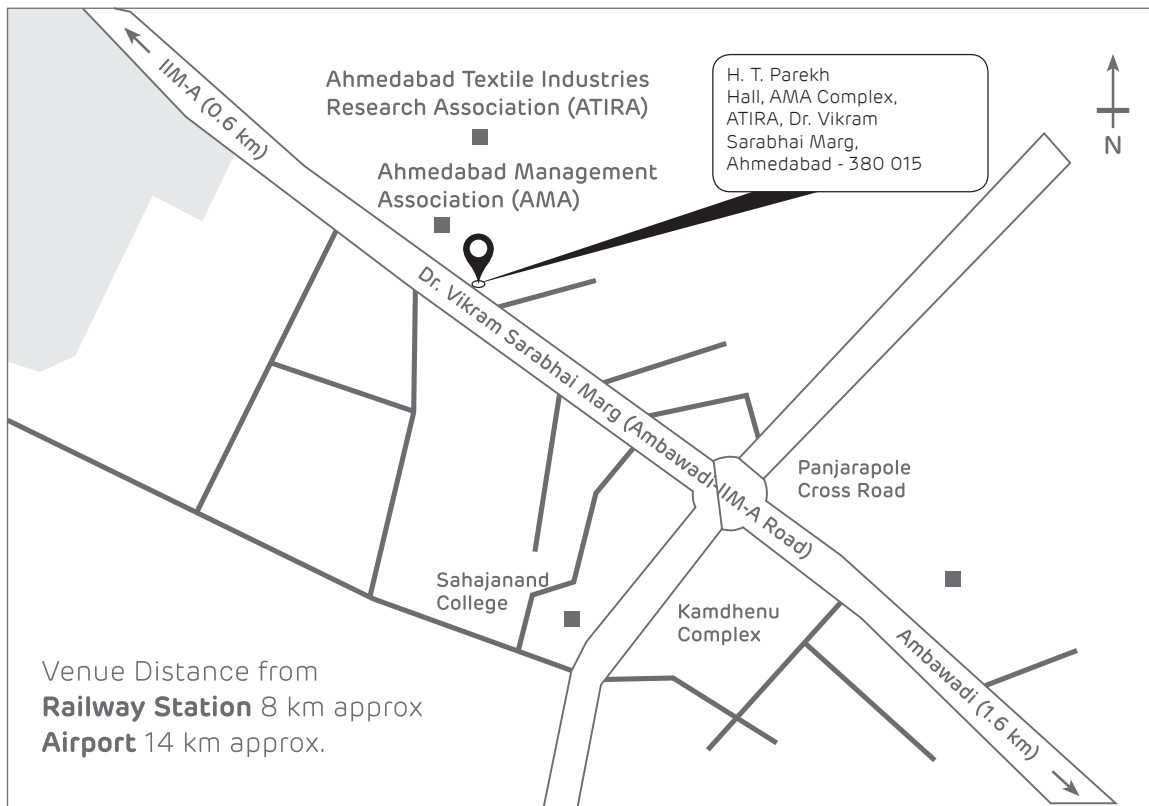 IIM-A (0.6 km)
Ahmedabad Textile Industries
Research Association (ATIRA)
Ahmedabad Management
Association (AMA)
H. T. Parekh
Hall, AMA Complex,
ATIRA, Dr. Vikram
Sarabhai Marg,
Ahmedabad - 380 015
N
Dr. Vikram Sarabhai Marg (Ambawadi-IIM-A Road)
Panjarapole
Cross Road
Sahajanand
College
Kamdhenu
Complex
Ambawadi (1.6 km)
Venue Distance from
Railway Station 8 km approx
Airport 14 km approx.